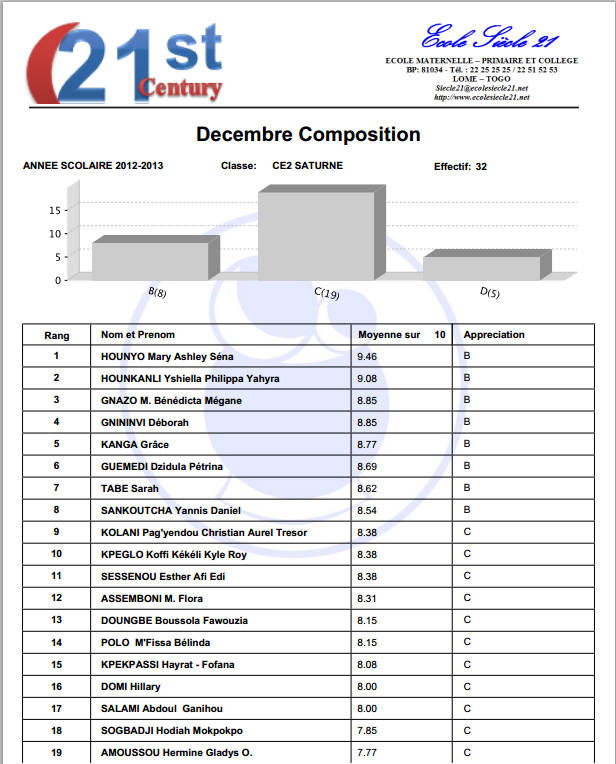 21st
Century
Ecole Siècle 21
ECOLE MATERNELLE – PRIMAIRE ET COLLEGE
BP: 81034 - Tél. : 22 25 25 25 / 22 51 52 53
LOME – TOGO
Siecle21@ecolesiecle21.net
http://www.ecolesiecle21.net
Decembre Composition
ANNEE SCOLAIRE 2012-2013 Classe: CE2 SATURNE Effectif: 32
15
10
5
0
B(8) C(19) D(5)
Rang Nom et Prenom Moyenne sur 10 Appreciation
1 HOUNYO Mary Ashley Séna 9.46 B
2 HOUNKANLI Yshiella Philippa Yahyra 9.08 B
3 GNAZO M. Bénédicta Mégane 8.85 B
4 GNININVI Déborah 8.85 B
5 KANGA Grâce 8.77 B
6 GUEMEDI Dzidula Pétrina 8.69 B
7 TABE Sarah 8.62 B
8 SANKOUTCHA Yannis Daniel 8.54 B
9 KOLANI Pag'yendou Christian Aurel Tresor 8.38 C
10 KPEGLO Koffi Kékéli Kyle Roy 8.38 C
11 SESSENOU Esther Afi Edi 8.38 C
12 ASSEMBONI M. Flora 8.31 C
13 DOUNGBE Boussola Fawouzia 8.15 C
14 POLO M'Fissa Bélinda 8.15 C
15 KPEKPASSI Hayrat - Fofana 8.08 C
16 DOMI Hillary 8.00 C
17 SALAMI Abdoul Ganihou 8.00 C
18 SOGBADJI Hodiah Mokpokpo 7.85 C
19 AMOUSSOU Hermine Gladys O. 7.77 C